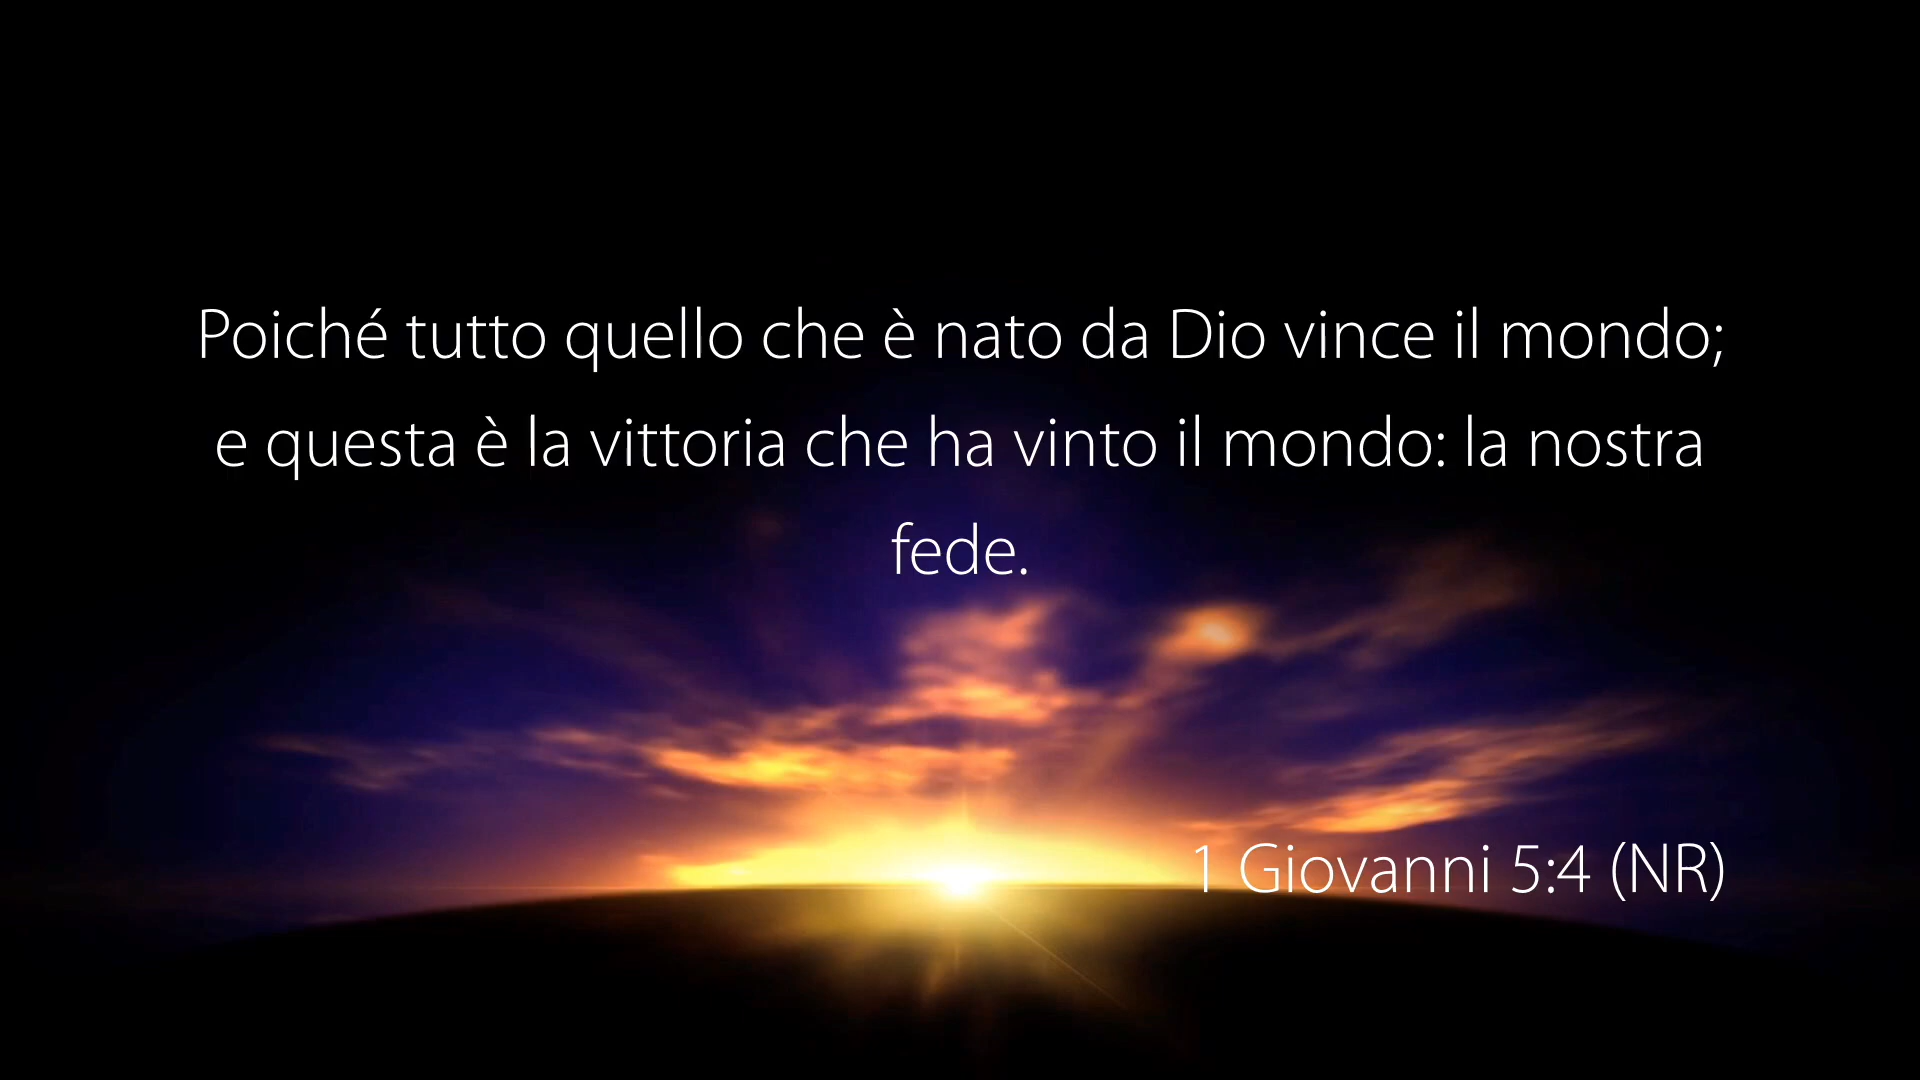 Poiché tutto quello che è nato da Dio vince il mondo;
e questa è la vittoria che ha vinto il mondo: la nostra
fede.
1 Giovanni 5:4 (NR)